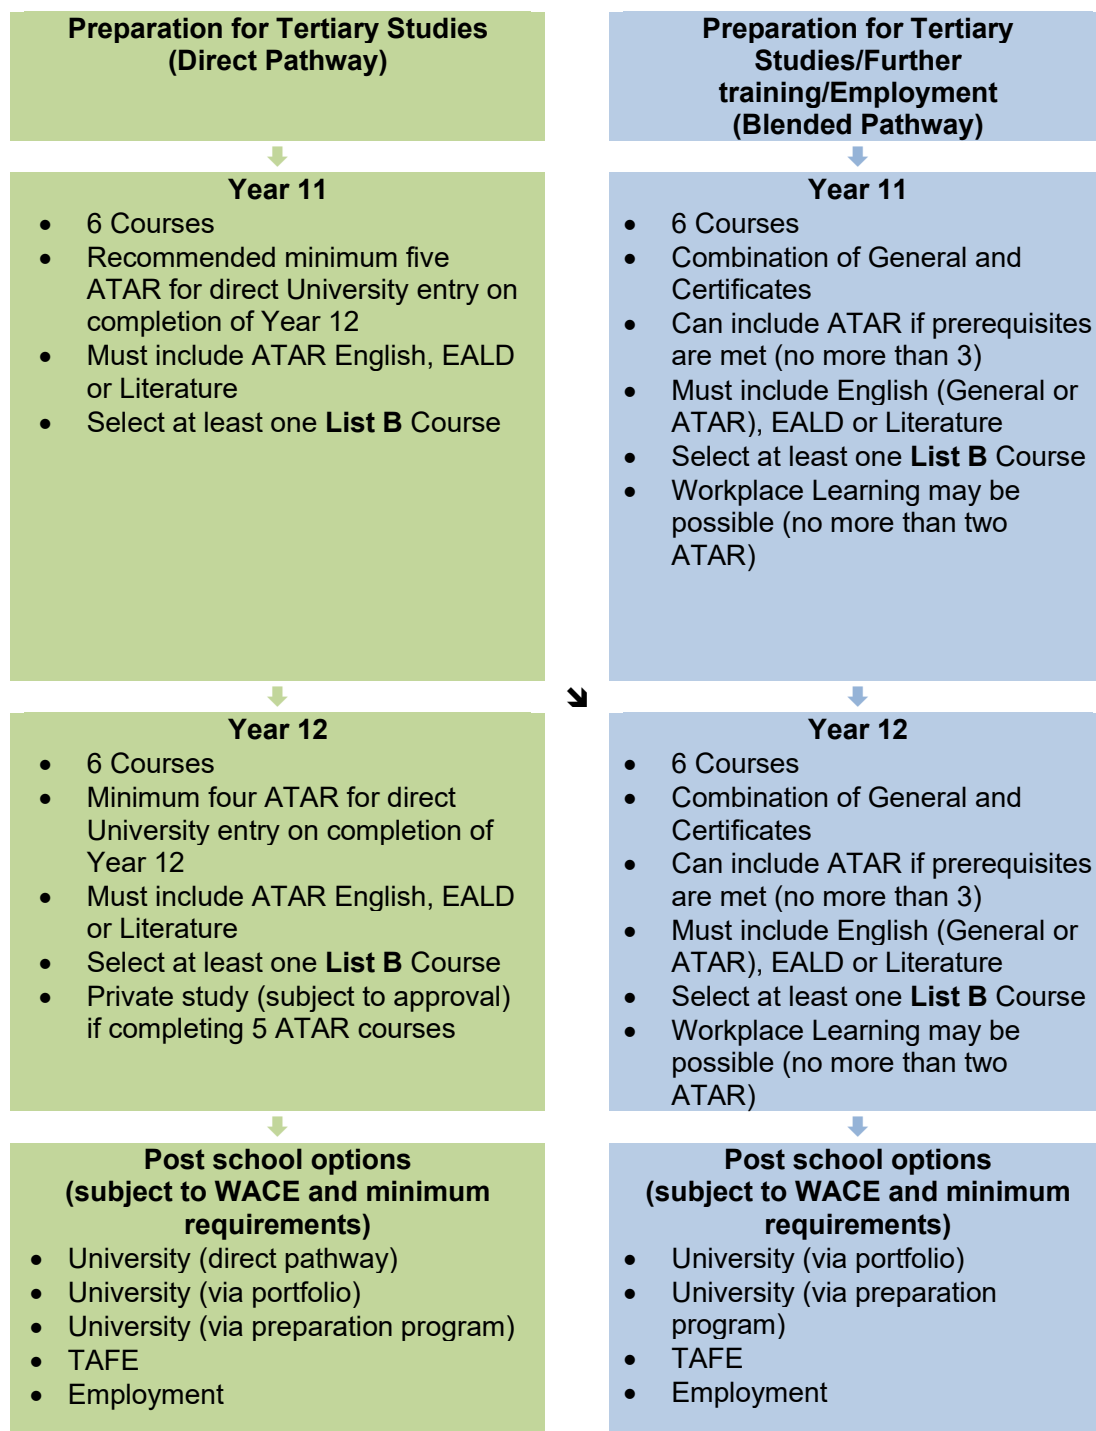 Preparation for Tertiary Studies
(Direct Pathway)
Preparation for Tertiary
Studies/Further
training/Employment
(Blended Pathway)
Year 11
• 6 Courses
• Recommended minimum five
ATAR for direct University entry on
completion of Year 12
• Must include ATAR English, EALD
or Literature
• Select at least one List B Course
Year 11
• 6 Courses
• Combination of General and
Certificates
• Can include ATAR if prerequisites
are met (no more than 3)
• Must include English (General or
ATAR), EALD or Literature
• Select at least one List B Course
• Workplace Learning may be
possible (no more than two
ATAR)
Year 12
• 6 Courses
• Minimum four ATAR for direct
University entry on completion of
Year 12
• Must include ATAR English, EALD
or Literature
• Select at least one List B Course
• Private study (subject to approval)
if completing 5 ATAR courses
Year 12
• 6 Courses
• Combination of General and
Certificates
• Can include ATAR if prerequisites
are met (no more than 3)
• Must include English (General or
ATAR), EALD or Literature
• Select at least one List B Course
• Workplace Learning may be
possible (no more than two
ATAR)
Post school options
(subject to WACE and minimum
requirements)
• University (direct pathway)
• University (via portfolio)
• University (via preparation program)
• TAFE
• Employment
Post school options
(subject to WACE and minimum
requirements)
• University (via portfolio)
• University (via preparation
program)
• TAFE
• Employment